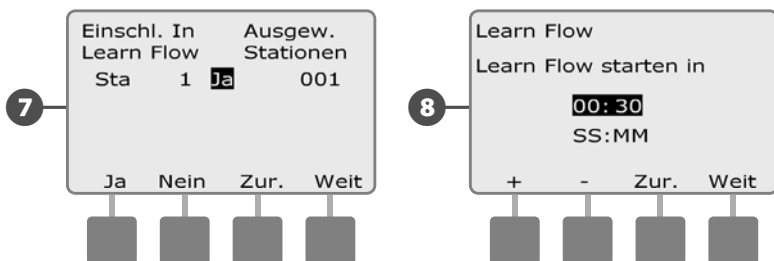 7
Einschl. In Ausgew.
Learn Flow Stationen
Sta 1 Ja 001
Ja Nein Zur. Weit
8
Learn Flow
Learn Flow starten in
00:30
SS:MM
+ - Zur. Weit